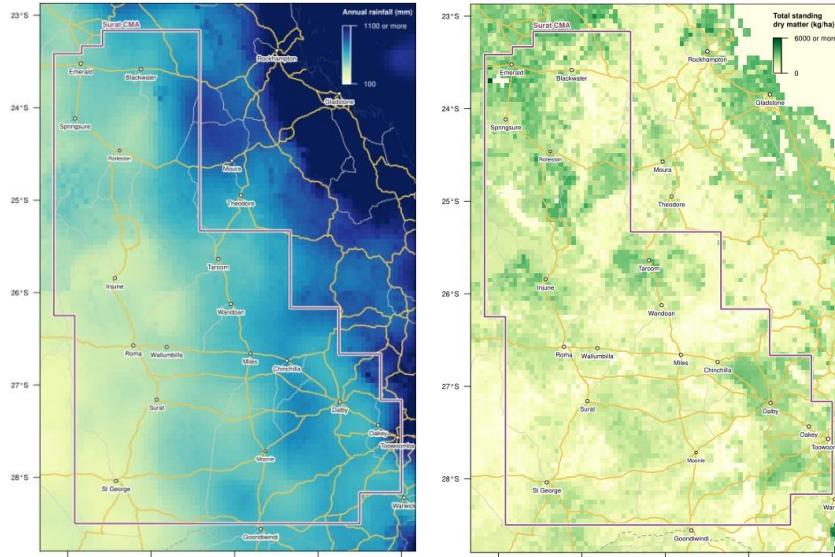 23°S
24°S
25°S
26°S
27°S
28°S
Surat CMA
Annual rainfall (mm)
1100 or more
100
Rockhampton
Emerald
Blackwater
Gladstone
Springsure
Rolleston
Moura
Theodore
Taroom
Injune
Wandoan
Roma
Wallumbilla
Miles
Chinchilla
Surat
Dalby
Oakey
Toowoomba
Moonie
St George
Warwick
Goondiwindi
23°S
24°S
25°S
26°S
27°S
28°S
Surat CMA
Total standing
dry matter (kg/ha)
6000 or more
0
Rockhampton
Emerald
Blackwater
Gladstone
Springsure
Rolleston
Moura
Theodore
Taroom
Injune
Wandoan
Roma
Wallumbilla
Miles
Chinchilla
Surat
Dalby
Oakey
Toowoom
Moonie
St George
Warw
Goondiwindi